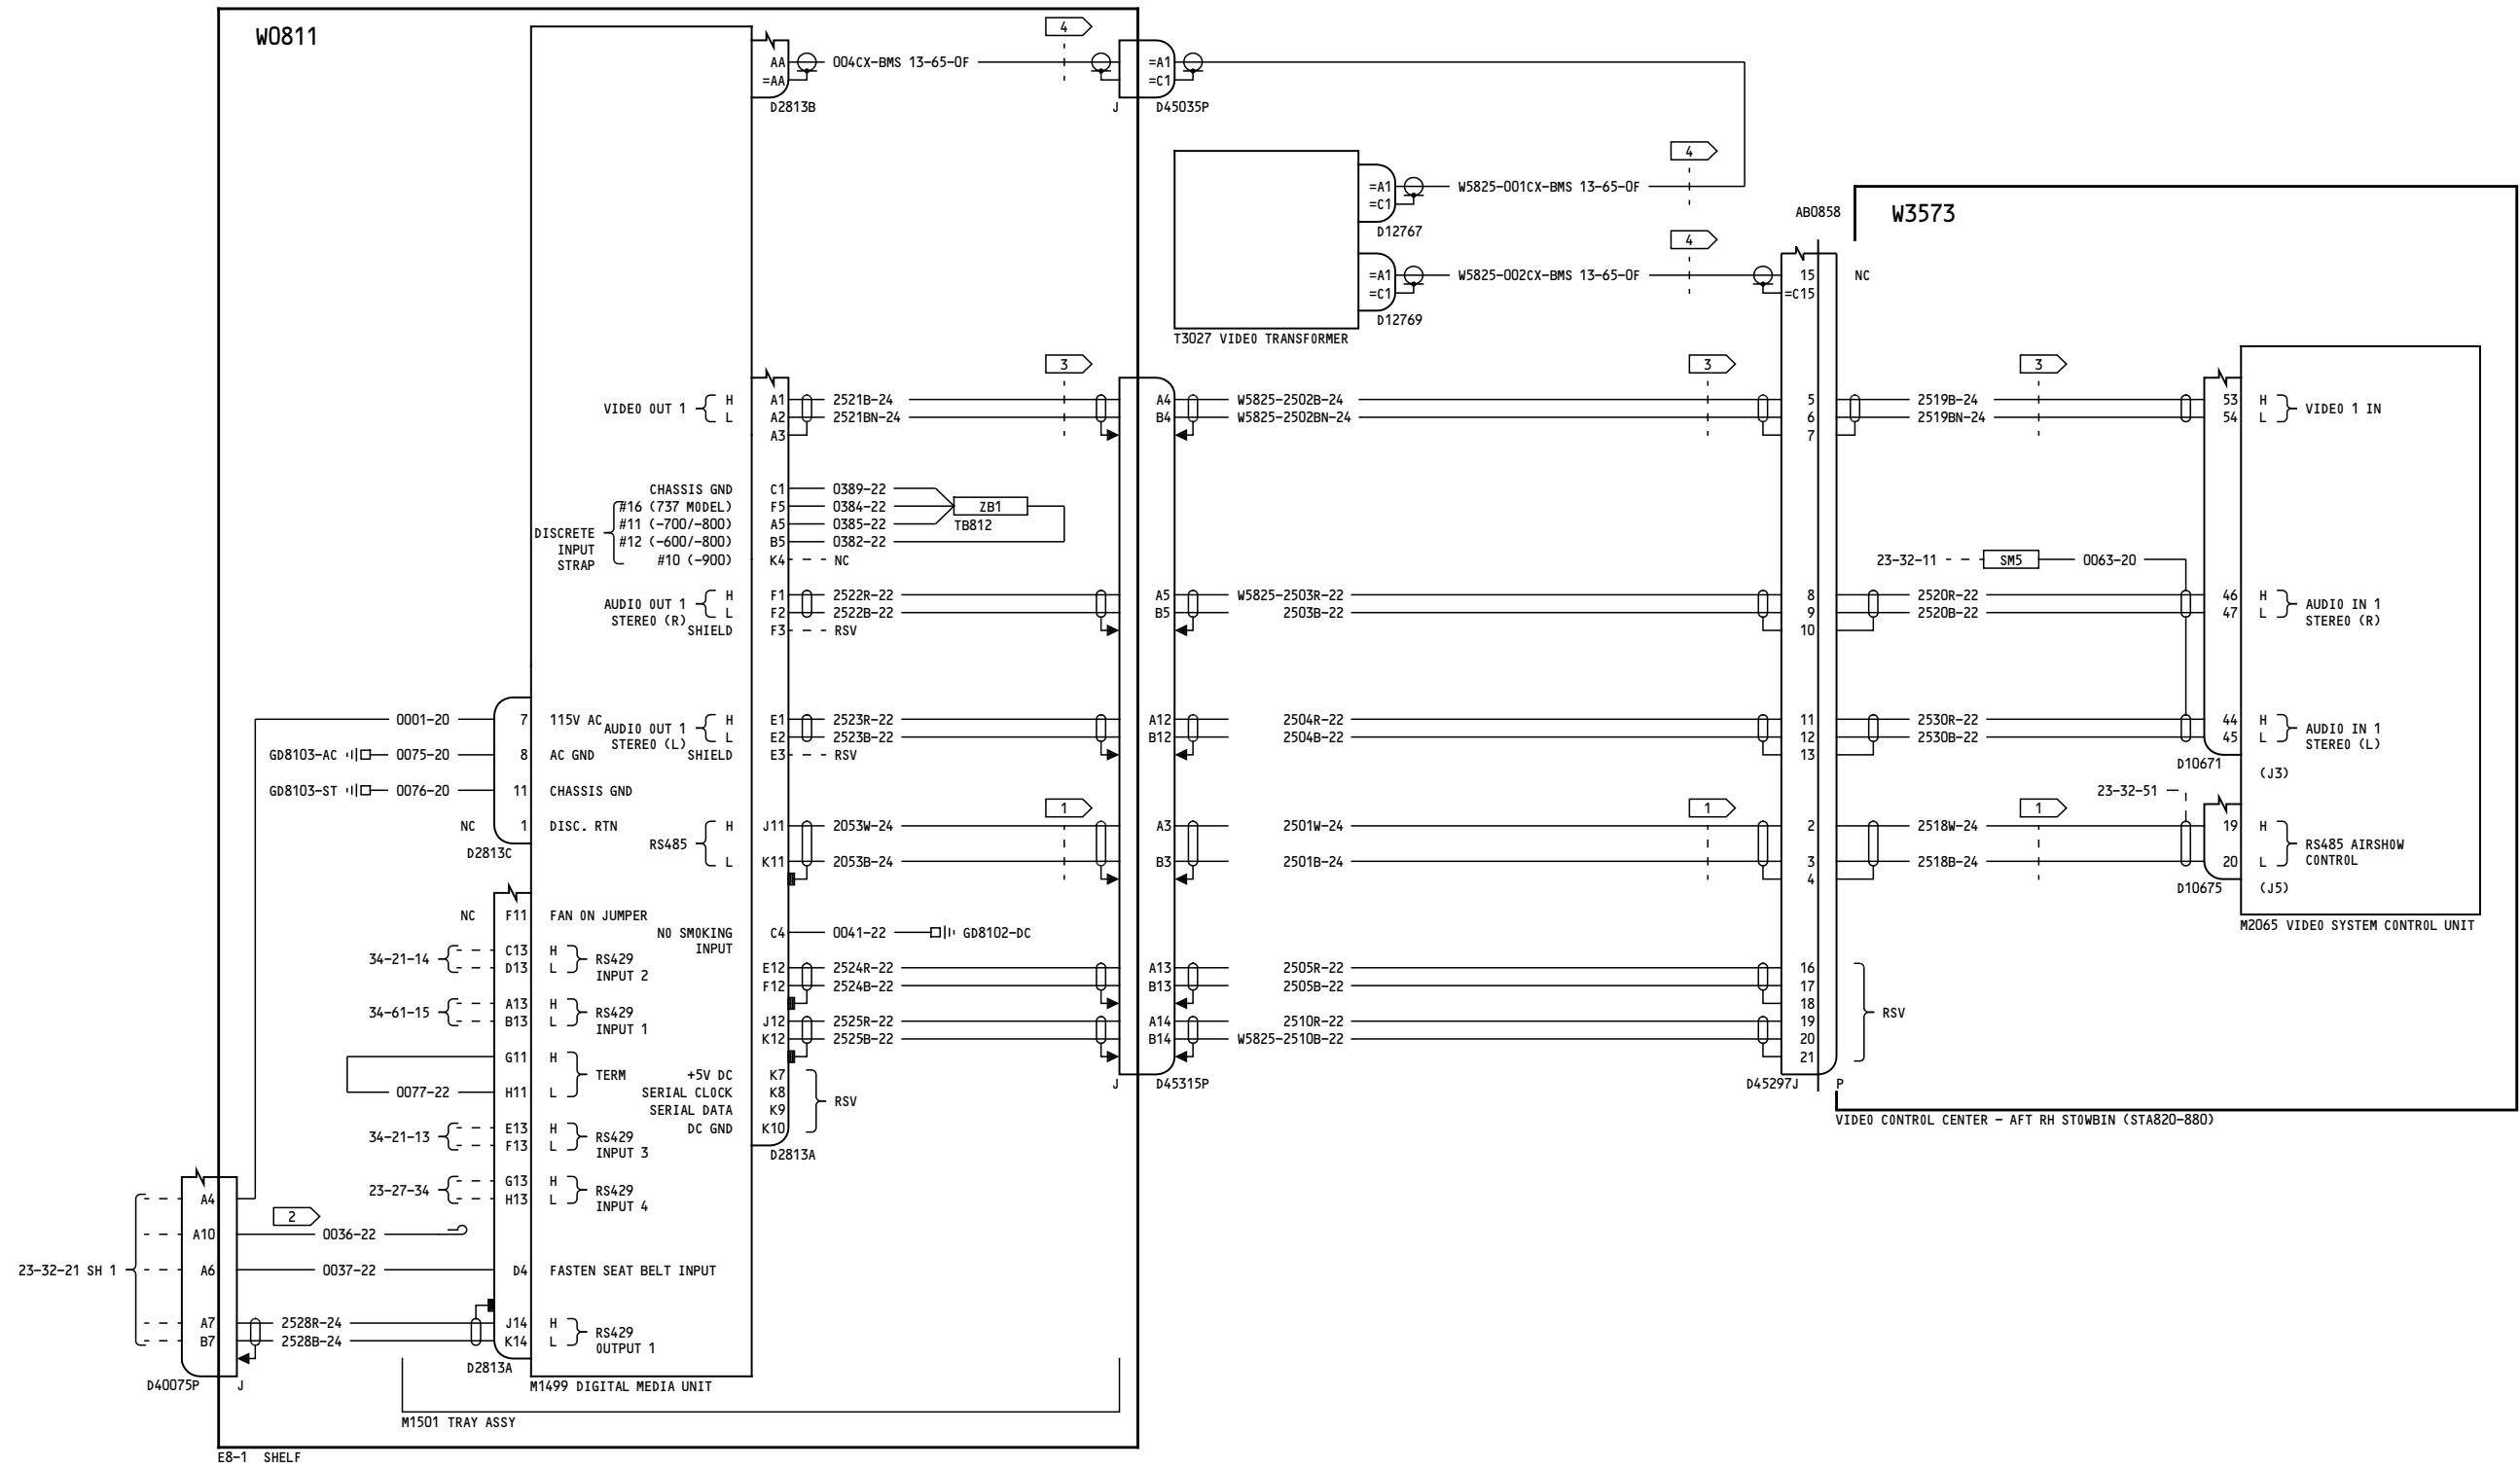 W0811
4
AA 004CX-BMS 13-65-0F =A1
=AA =C1
D2813B J D45035P
4
=A1 W5825-001CX-BMS 13-65-0F
=C1
D12767
4
=A1 W5825-002CX-BMS 13-65-0F 15 NC
=C1 =C15
D12769
T3027 VIDEO TRANSFORMER
AB0858
W3573
3 3 3
VIDEO OUT 1 H A1 2521B-24 A4 W5825-2502B-24 5 2519B-24 53 H VIDEO 1 IN
L A2 2521BN-24 B4 W5825-2502BN-24 6 2519BN-24 54 L
A3 7
CHASSIS GND C1 0389-22
DISCRETE INPUT STRAP
#16 (737 MODEL) F5 0384-22 ZB1
#11 (-700/-800) A5 0385-22 TB812
#12 (-600/-800) B5 0382-22
#10 (-900) K4 NC
23-32-11 SM5 0063-20
AUDIO OUT 1 H F1 2522R-22 A5 W5825-2503R-22 8 2520R-22 46 H AUDIO IN 1
STEREO (R) L F2 2522B-22 B5 2503B-22 9 2520B-22 47 L STEREO (R)
SHIELD F3 RSV 10
0001-20 7 115V AC
AUDIO OUT 1 H E1 2523R-22 A12 2504R-22 11 2530R-22 44 H AUDIO IN 1
STEREO (L) L E2 2523B-22 B12 2504B-22 12 2530B-22 45 L STEREO (L)
GD8103-AC 0075-20 8 AC GND
SHIELD E3 RSV 13
D10671
(J3)
GD8103-ST 0076-20 11 CHASSIS GND
23-32-51
1 1 1
NC 1 DISC. RTN
D2813C
RS485 H J11 2053W-24 A3 2501W-24 2 2518W-24 19 H RS485 AIRSHOW
L K11 2053B-24 B3 2501B-24 3 2518B-24 20 L CONTROL
4
D10675 (J5)
M2065 VIDEO SYSTEM CONTROL UNIT
NC F11 FAN ON JUMPER
NO SMOKING C4 0041-22 GD8102-DC
INPUT
34-21-14 C13 H RS429
D13 L INPUT 2
E12 2524R-22 A13 2505R-22 16
F12 2524B-22 B13 2505B-22 17
18
34-61-15 A13 H RS429
B13 L INPUT 1
J12 2525R-22 A14 2510R-22 19 RSV
K12 2525B-22 B14 W5825-2510B-22 20
21
G11 H TERM
0077-22 H11 L
+5V DC K7
SERIAL CLOCK K8 RSV
SERIAL DATA K9
DC GND K10
D2813A
J D45315P
D45297J P
VIDEO CONTROL CENTER - AFT RH STOWBIN (STA820-880)
34-21-13 E13 H RS429
F13 L INPUT 3
23-27-34 G13 H RS429
H13 L INPUT 4
A4
2
A10 0036-22
23-32-21 SH 1 A6 0037-22 D4 FASTEN SEAT BELT INPUT
A7 2528R-24 J14 H RS429
B7 2528B-24 K14 L OUTPUT 1
D2813A
D40075P J
M1499 DIGITAL MEDIA UNIT
M1501 TRAY ASSY
E8-1 SHELF